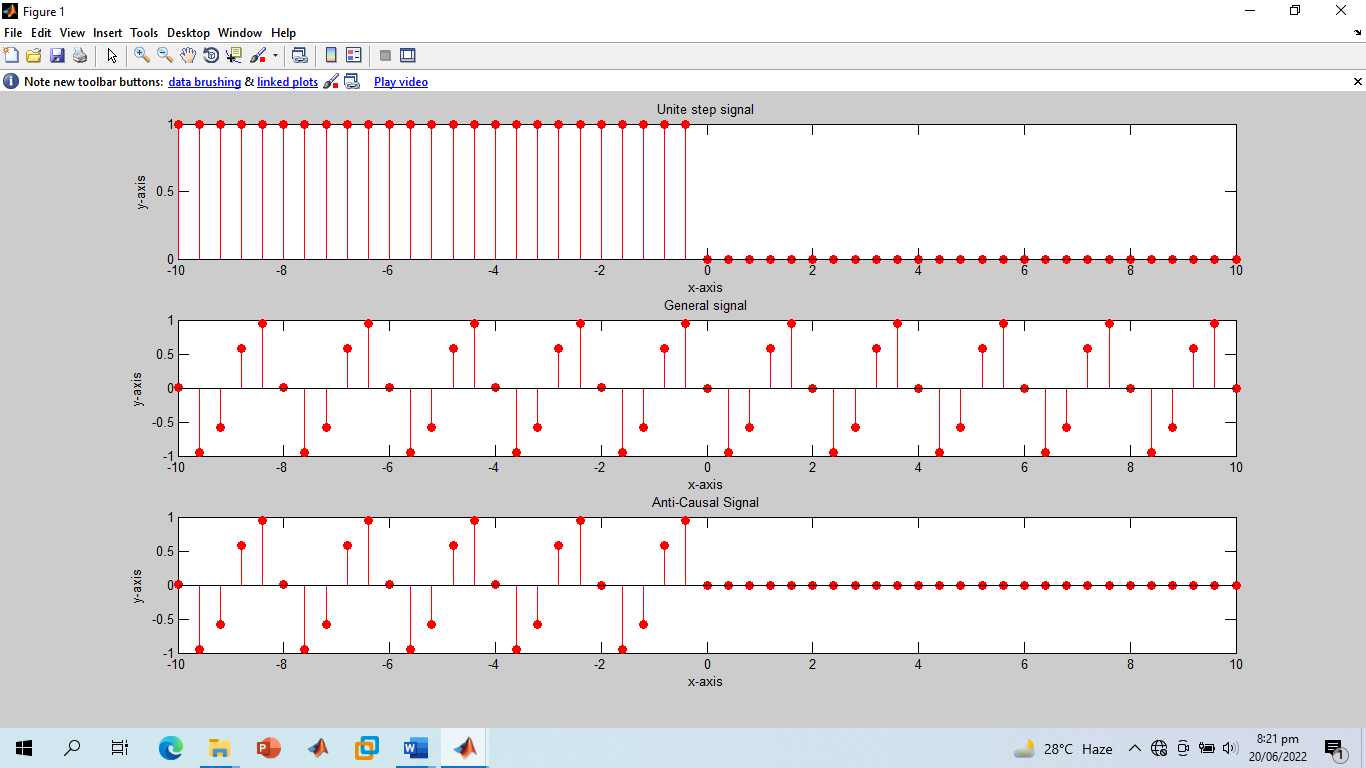 Figure 1
File Edit View Insert Tools Desktop Window Help
Note new toolbar buttons: data brushing & linked plots Play video
Unite step signal
1
0.5
0
y-axis
-10 -8 -6 -4 -2 0 2 4 6 8 10
x-axis
General signal
1
0.5
0
-0.5
-1
y-axis
-10 -8 -6 -4 -2 0 2 4 6 8 10
x-axis
Anti-Causal Signal
1
0.5
0
-0.5
-1
y-axis
-10 -8 -6 -4 -2 0 2 4 6 8 10
x-axis
28°C Haze
8:21 pm
20/06/2022
1